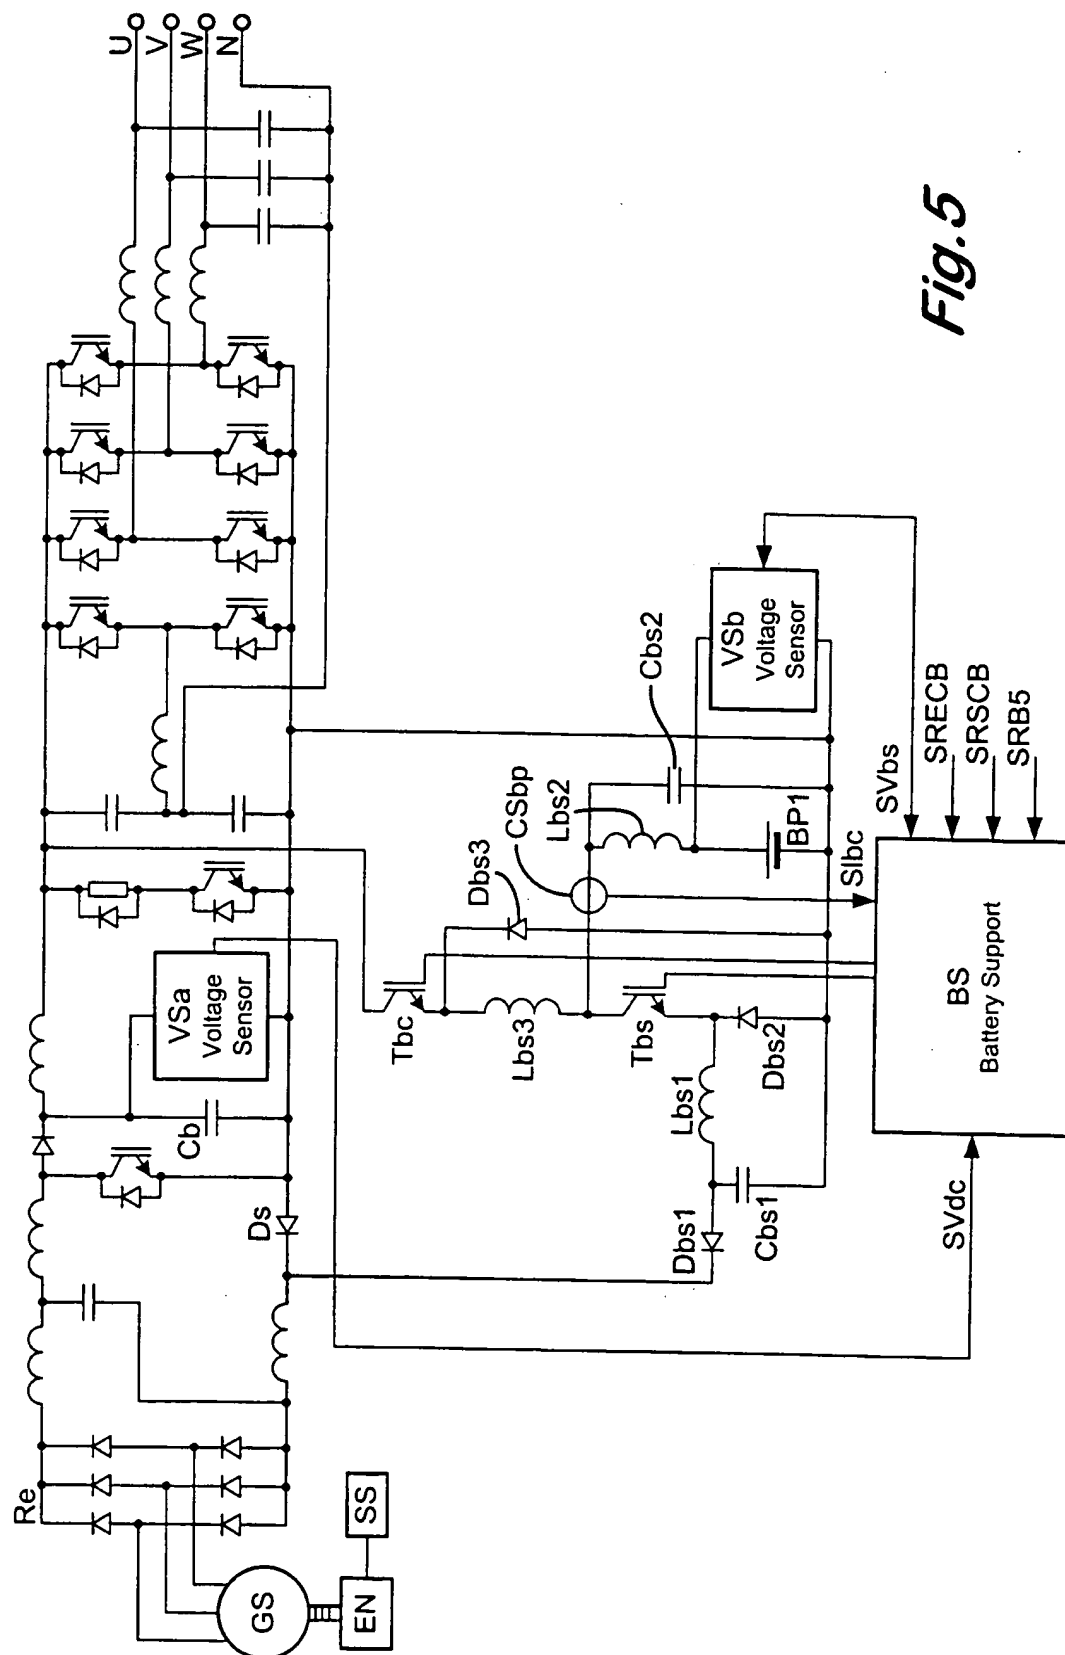 U
V
W
N
Re
GS
EN
SS
Ds
Cb
VSa
Voltage
Sensor
Tbc
Lbs3
Dbs3
CSbp
Lbs2
Cbs2
VSb
Voltage
Sensor
Tbs
BP1
Dbs1
Lbs1
Cbs1
Dbs2
SVdc
SIbc
SVbs
SRECB
SRSCB
SRB5
BS
Battery Support
Fig.5